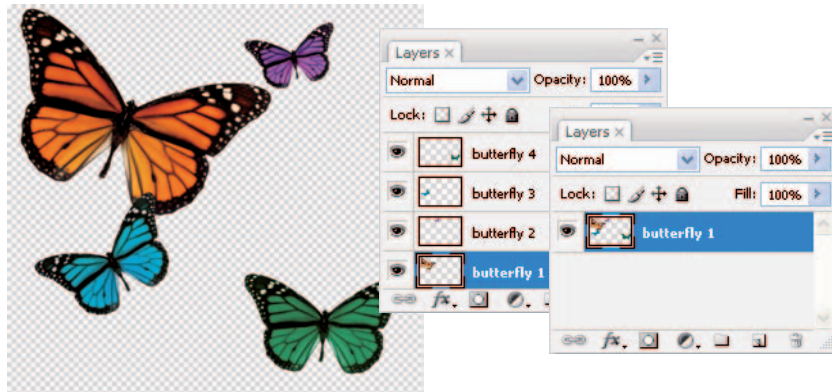 Layers ×
Normal Opacity: 100%
Lock:
butterfly 4
butterfly 3
butterfly 2
butterfly 1
fx.
Layers ×
Normal Opacity: 100%
Lock: Fill: 100%
butterfly 1
fx.